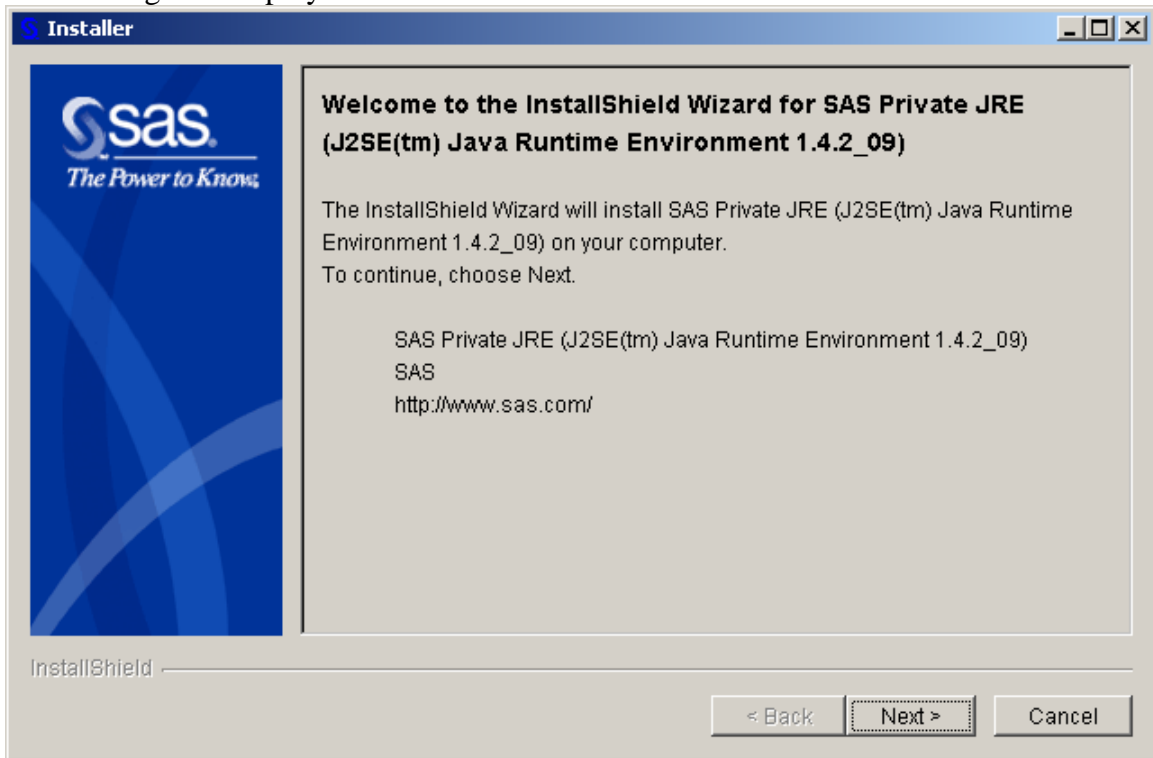 Installer
sas.
The Power to Know.
Welcome to the InstallShield Wizard for SAS Private JRE
(J2SE(tm) Java Runtime Environment 1.4.2_09)
The InstallShield Wizard will install SAS Private JRE (J2SE(tm) Java Runtime
Environment 1.4.2_09) on your computer.
To continue, choose Next.
SAS Private JRE (J2SE(tm) Java Runtime Environment 1.4.2_09)
SAS
http://www.sas.com/
InstallShield
< Back Next > Cancel